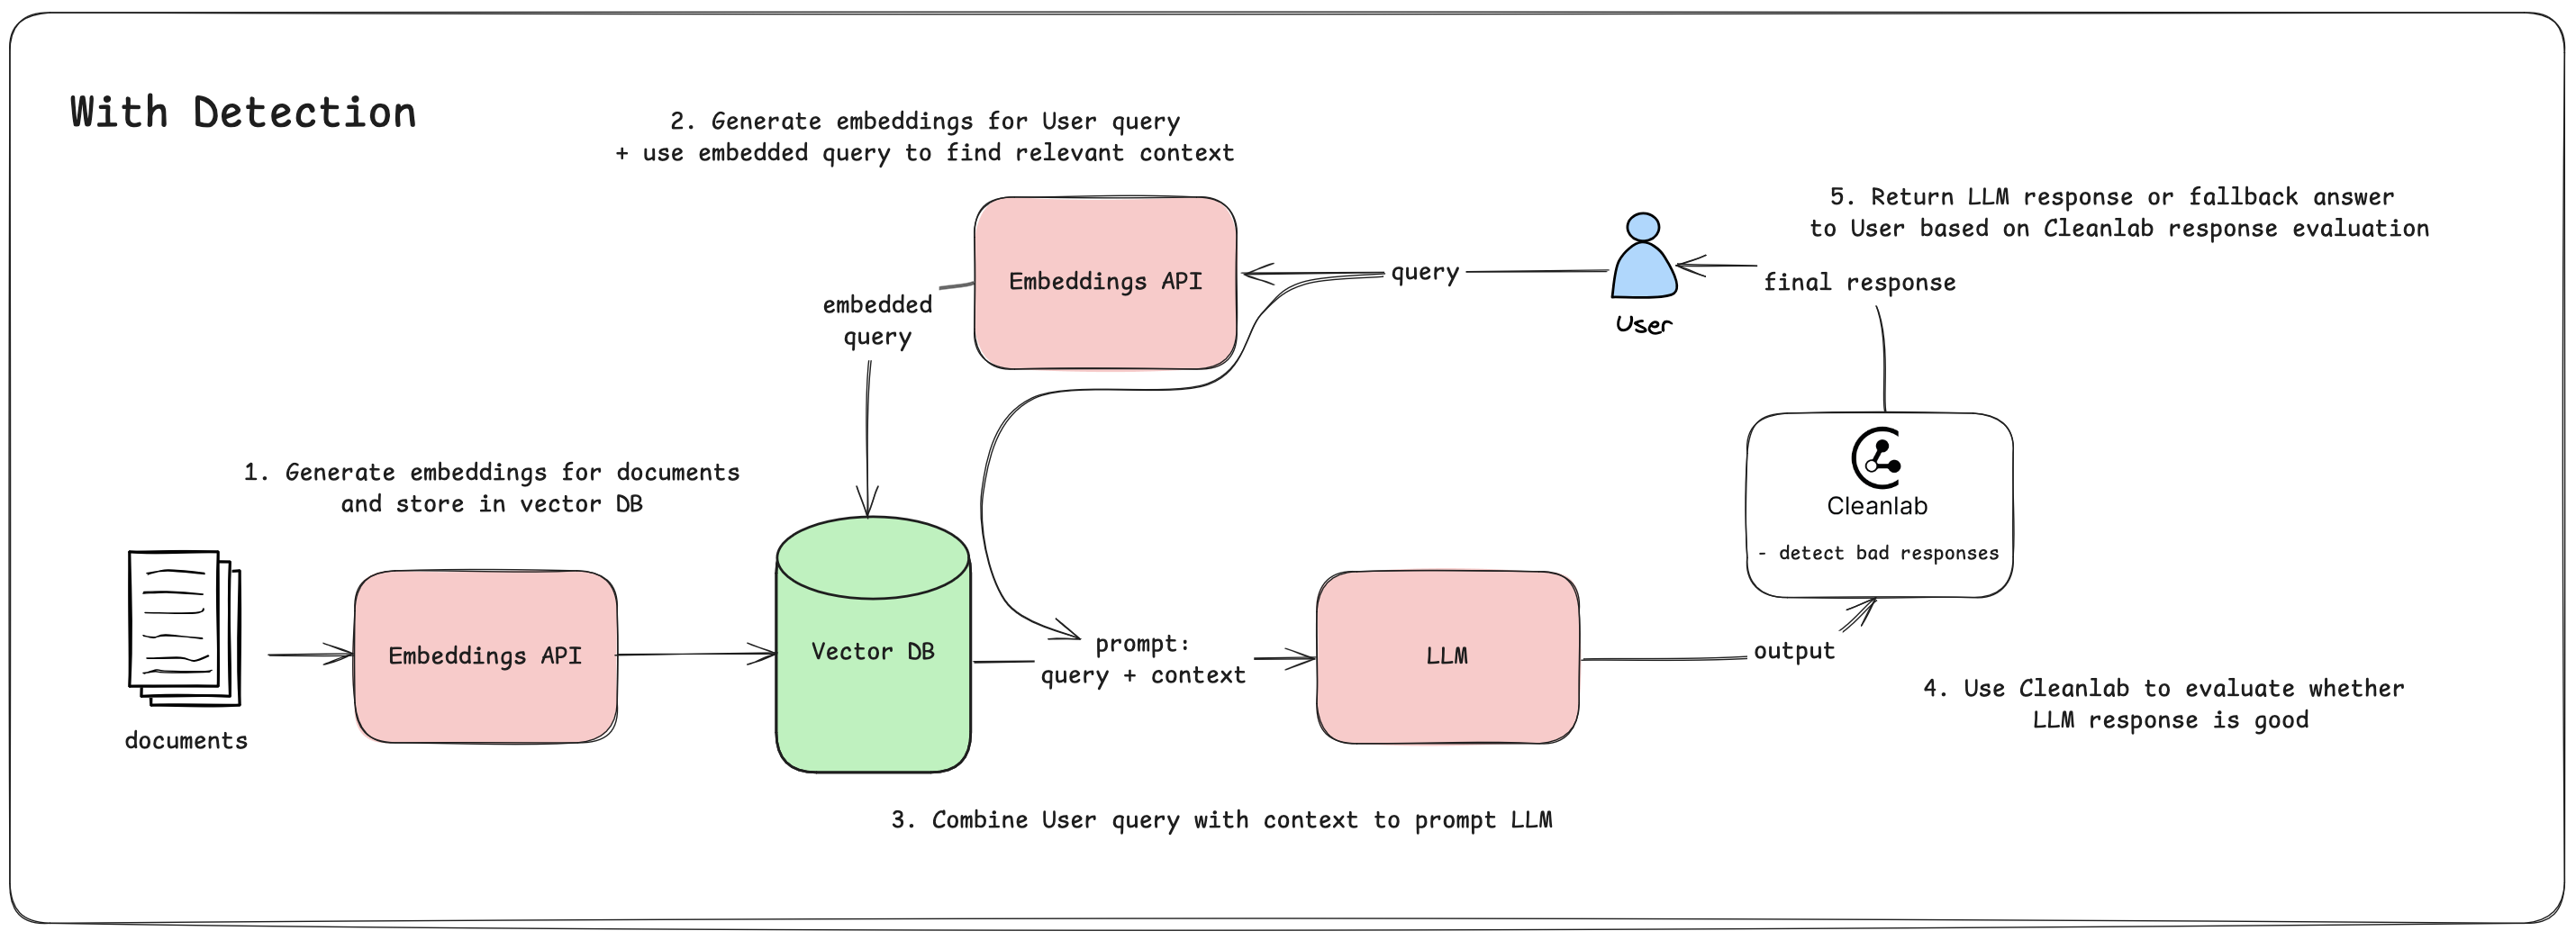 With Detection
2. Generate embeddings for User query
+ use embedded query to find relevant context
5. Return LLM response or fallback answer
to User based on Cleanlab response evaluation
Embeddings API
query
final response
User
embedded
query
1. Generate embeddings for documents
and store in vector DB
Cleanlab
- detect bad responses
documents
Embeddings API
Vector DB
prompt:
query + context
LLM
output
4. Use Cleanlab to evaluate whether
LLM response is good
3. Combine User query with context to prompt LLM